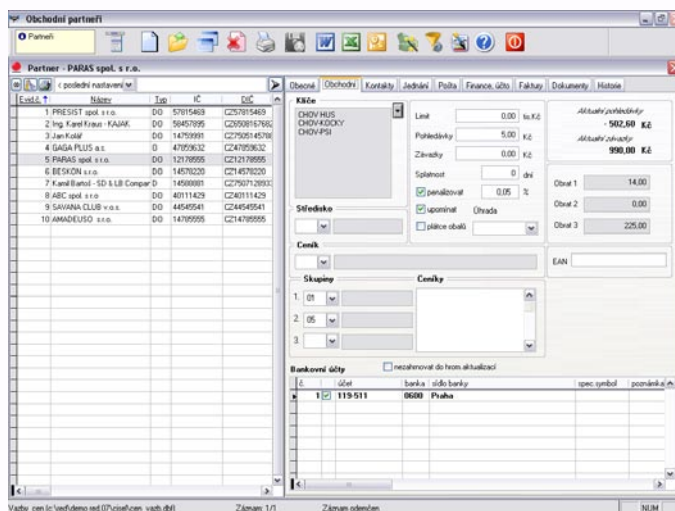 Obchodní partneři
Partneři
Partner - PARAS spol. s r.o.
< poslední nastavení
Obecné Obchodní Kontakty Jednání Pošta Finance, účto Faktury Dokumenty Historie
Evid.č. Název Typ IČ DIČ
1 PRESIST spol. s r.o. DO 57815469 CZ57815469
2 Ing. Karel Kraus - KAJAK DO
3 Jan Kolář DO 14759991
4 GAGA PLUS a.s. O 47859632 CZ47859632
5 PARAS spol. s r.o. DO 12178555 CZ12178555
6 BESKON s.r.o. DO 14578220 CZ14578220
7 Kamil Bartoš - SD & LB Compar D
8 ABC spol. s r.o. DO 40111429 CZ40111429
9 SAVANA CLUB v.o.s. DO 44545541 CZ44545541
10 AMADEUSO s.r.o. DO 14785555 CZ14785555
Klíče
CHOV-HUS
CHOV-KOCKY
CHOV-PSI
Středisko
Limit 0,00 tis.Kč
Pohledávky 5,00 Kč
Závazky 0,00 Kč
Splatnost 0 dní
penalizovat 0,05 %
upomínat Úhrada
plátce obalů
Aktuální pohledávky
- 502,60 Kč
Aktuální závazky
990,00 Kč
Obrat 1 14,00
Obrat 2 0,00
Obrat 3 225,00
Ceník
EAN
Skupiny
1. 01
2. 05
3.
Ceníky
Bankovní účty
nezahrnovat do hrom.aktualizací
č. účet banka sídlo banky spec.symbol poznámka
1 119-511 0600 Praha
Záznam: 1/1
Záznam odemčen
NUM